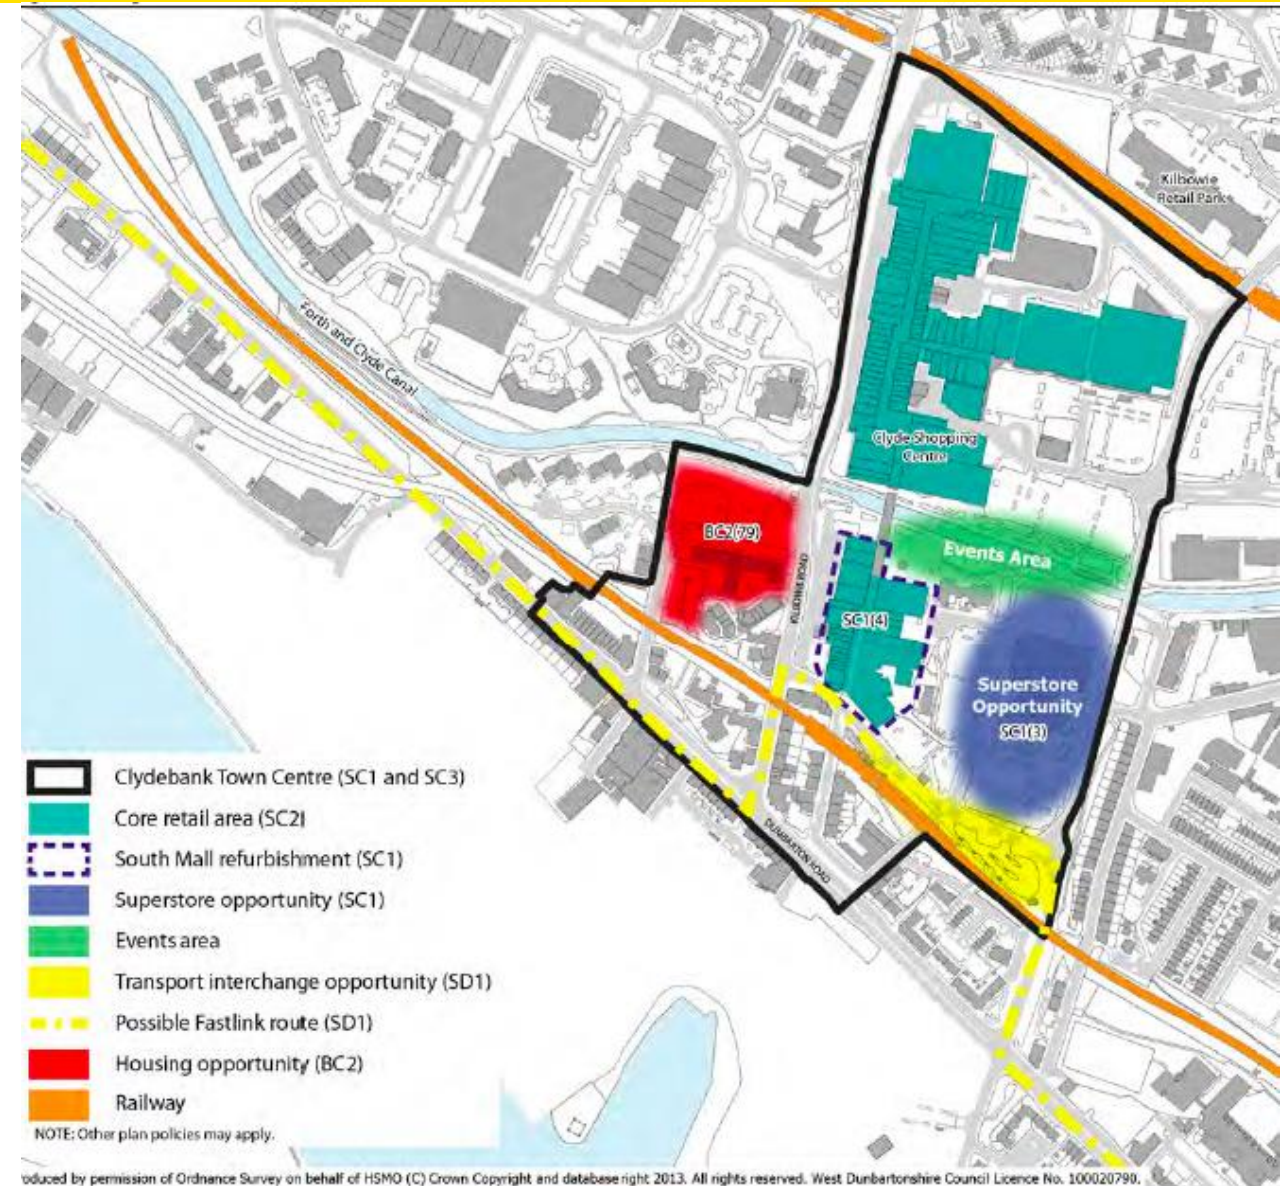 Kilbowie
Retail Park
Forth and Clyde Canal
Clyde Shopping
Centre
BC2(79)
KILBOWIE ROAD
Events Area
SC1(4)
Superstore
Opportunity
SC1(3)
DUMBARTON ROAD
Clydebank Town Centre (SC1 and SC3)
Core retail area (SC2)
South Mall refurbishment (SC1)
Superstore opportunity (SC1)
Events area
Transport interchange opportunity (SD1)
Possible Fastlink route (SD1)
Housing opportunity (BC2)
Railway
NOTE: Other plan policies may apply.
oduced by permission of Ordnance Survey on behalf of HSMO (C) Crown Copyright and database right 2013. All rights reserved. West Dunbartonshire Council Licence No. 100020790.